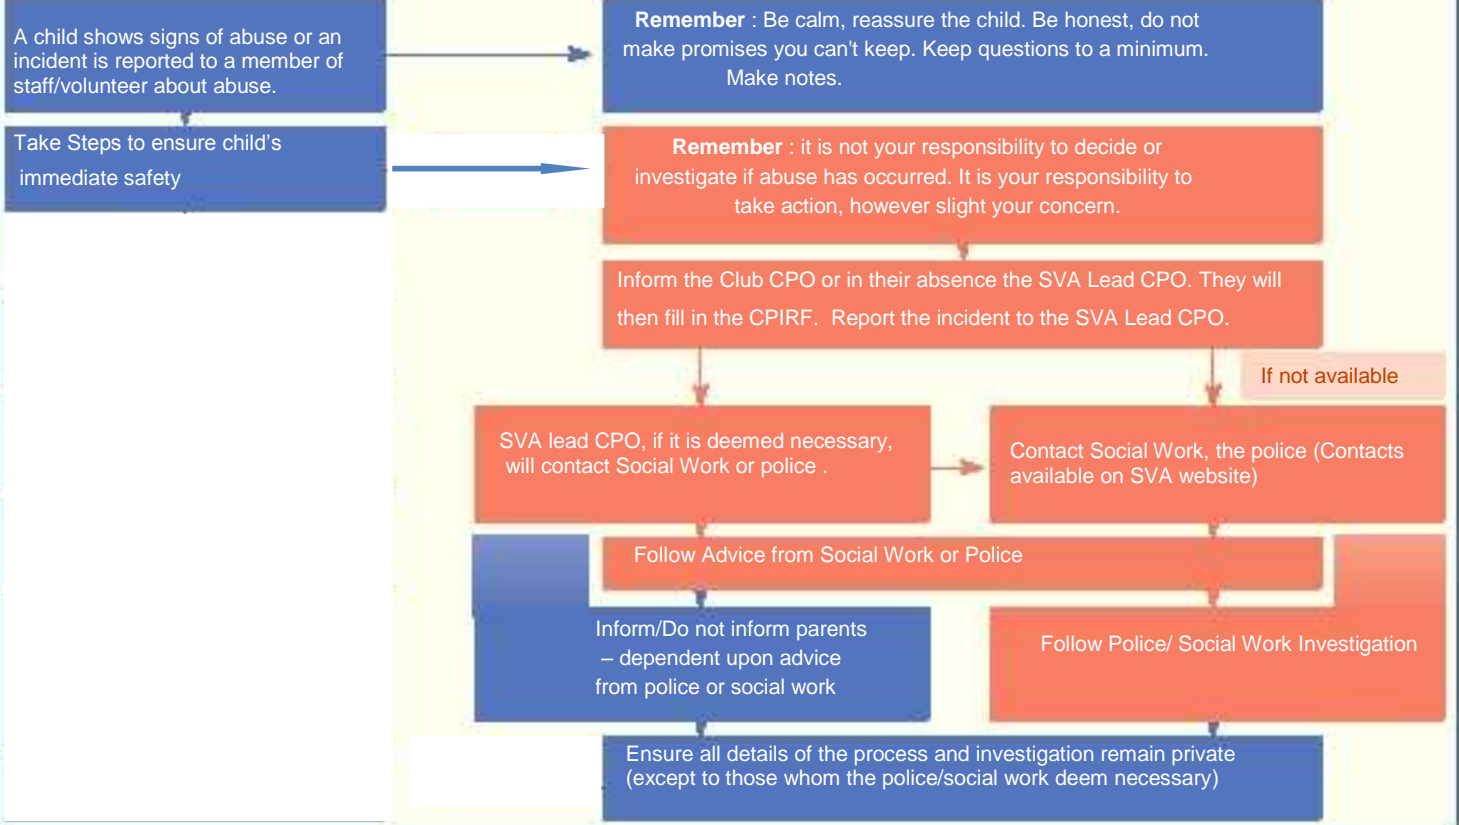 A child shows signs of abuse or an
incident is reported to a member of
staff/volunteer about abuse.
Remember : Be calm, reassure the child. Be honest, do not
make promises you can't keep. Keep questions to a minimum.
Make notes.
Take Steps to ensure child's
immediate safety
Remember : it is not your responsibility to decide or
investigate if abuse has occurred. It is your responsibility to
take action, however slight your concern.
Inform the Club CPO or in their absence the SVA Lead CPO. They will
then fill in the CPIRF. Report the incident to the SVA Lead CPO.
If not available
SVA lead CPO, if it is deemed necessary,
will contact Social Work or police .
Contact Social Work, the police (Contacts
available on SVA website)
Follow Advice from Social Work or Police
Inform/Do not inform parents
– dependent upon advice
from police or social work
Follow Police/ Social Work Investigation
Ensure all details of the process and investigation remain private
(except to those whom the police/social work deem necessary)